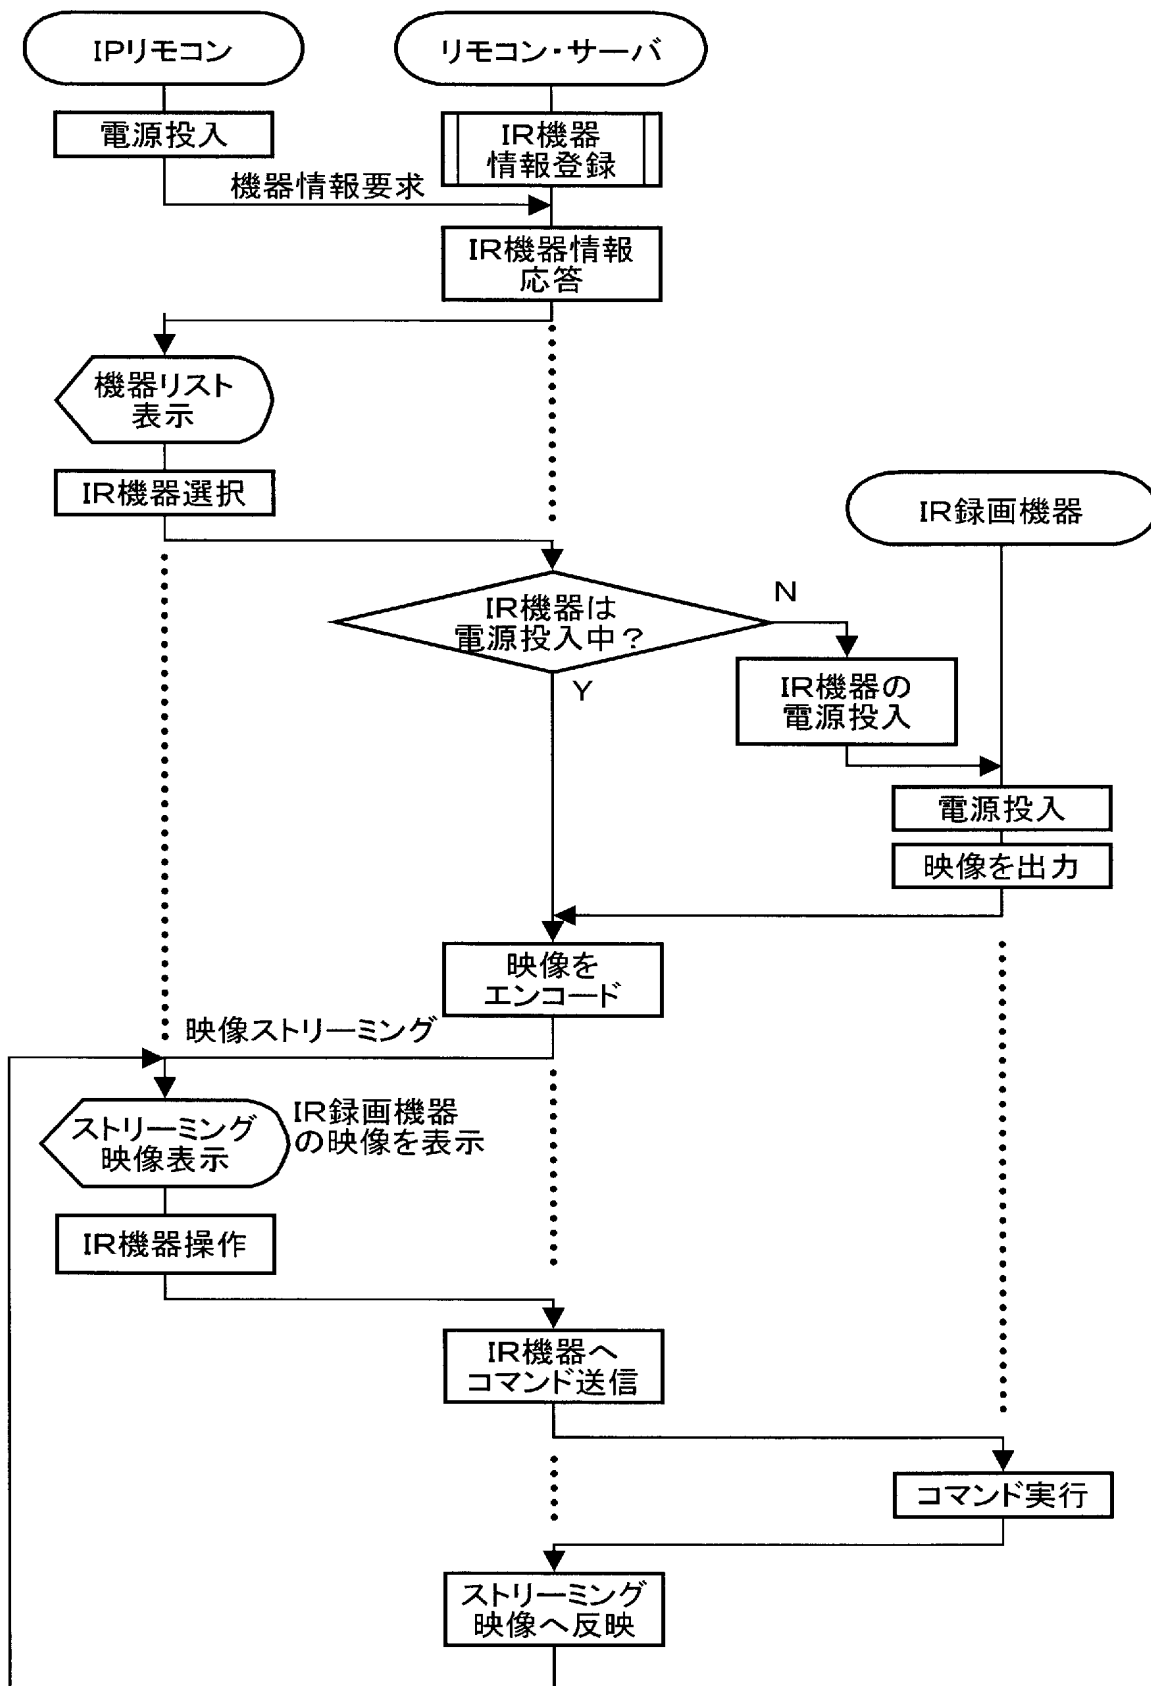 IPリモコン
リモコン・サーバ
電源投入
IR機器
情報登録
機器情報要求
IR機器情報
応答
機器リスト
表示
IR機器選択
IR録画機器
IR機器は
電源投入中？
N
Y
IR機器の
電源投入
電源投入
映像を出力
映像を
エンコード
映像ストリーミング
ストリーミング
映像表示
IR録画機器
の映像を表示
IR機器操作
IR機器へ
コマンド送信
コマンド実行
ストリーミング
映像へ反映